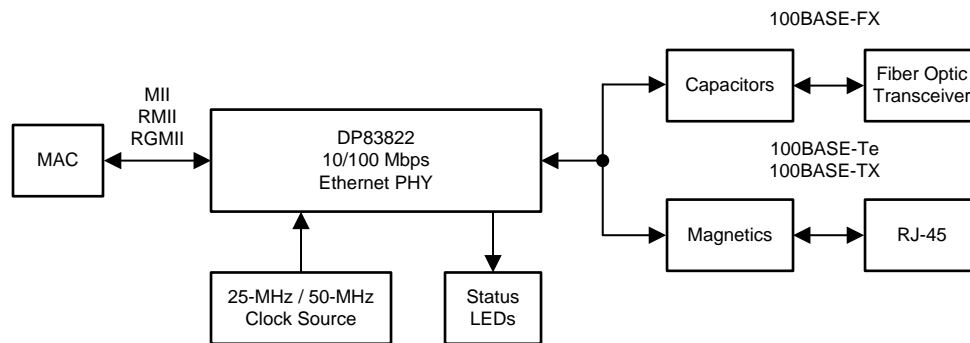 100BASE-FX
Capacitors
Fiber Optic
Transceiver
MII
RMII
RGMII
MAC
DP83822
10/100 Mbps
Ethernet PHY
100BASE-Te
100BASE-TX
Magnetics
RJ-45
25-MHz / 50-MHz
Clock Source
Status
LEDs